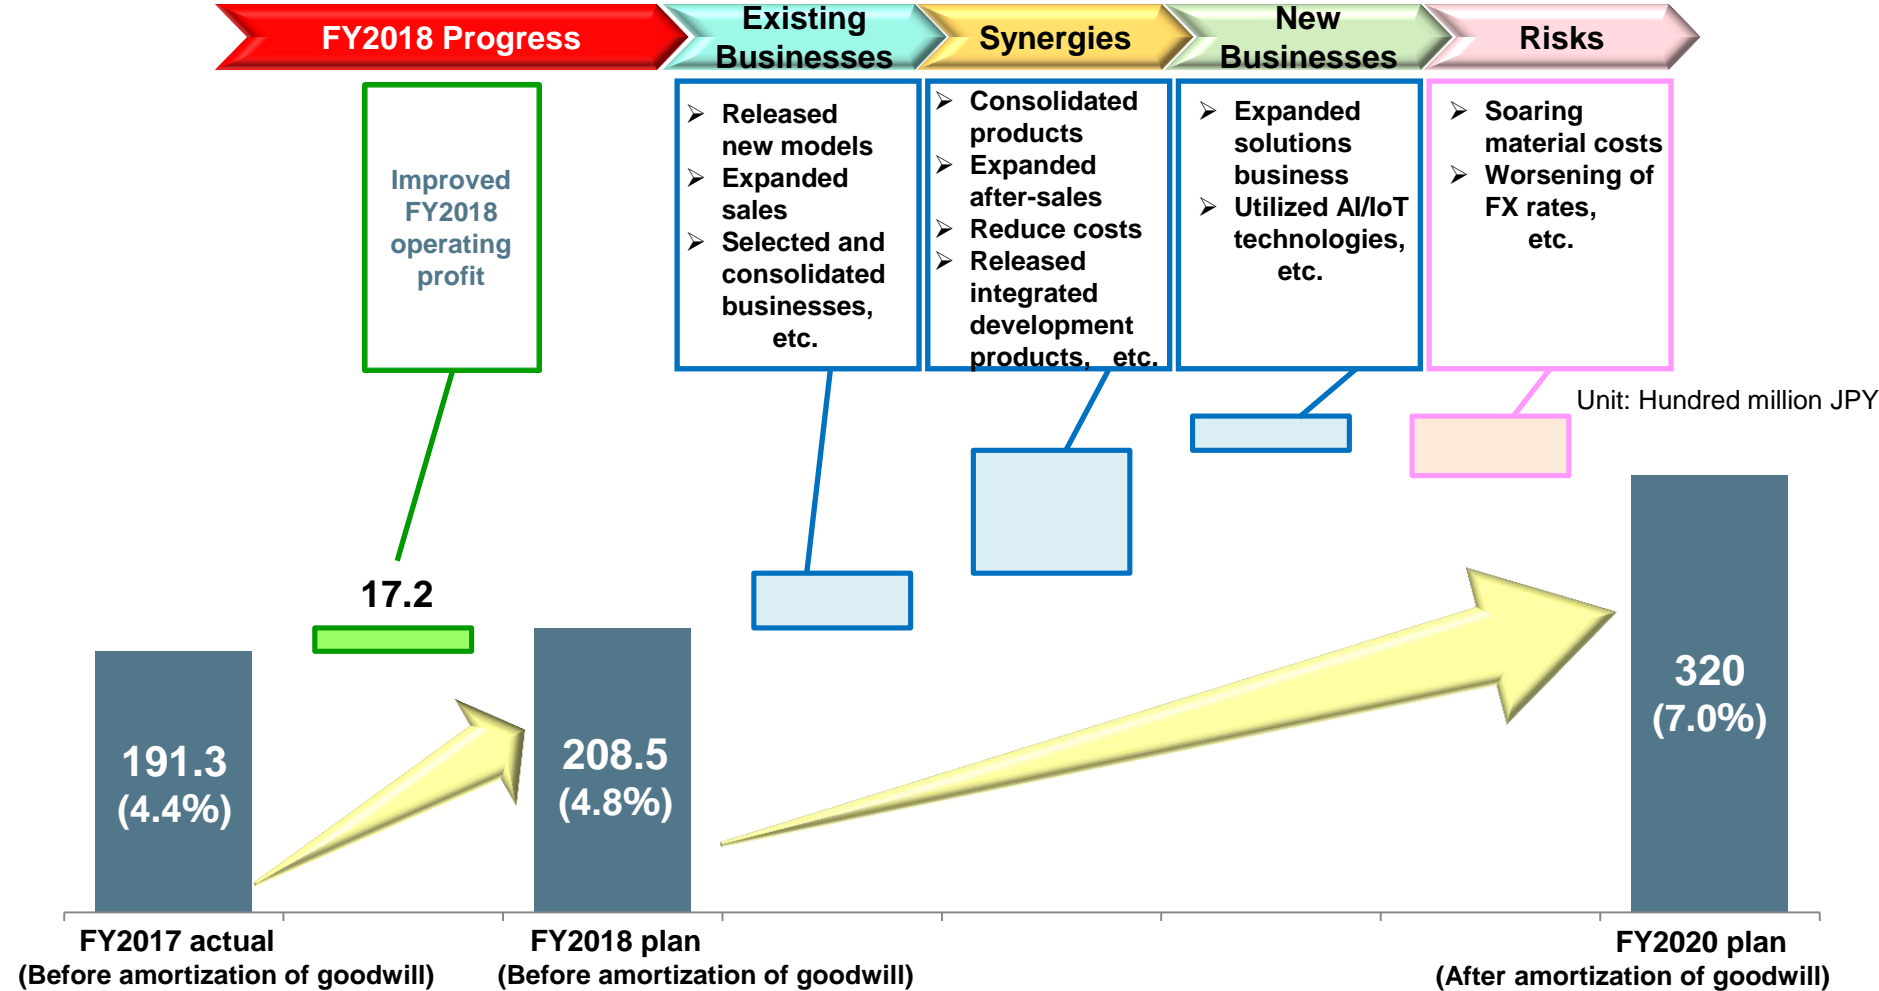 FY2018 Progress
Existing
Businesses
Synergies
New
Businesses
Risks
Improved
FY2018
operating
profit
➢ Released
new models
➢ Expanded
sales
➢ Selected and
consolidated
businesses,
etc.
➢ Consolidated
products
➢ Expanded
after-sales
➢ Reduce costs
➢ Released
integrated
development
products, etc.
➢ Expanded
solutions
business
➢ Utilized AI/IoT
technologies,
etc.
➢ Soaring
material costs
➢ Worsening of
FX rates,
etc.
Unit: Hundred million JPY
17.2
191.3
(4.4%)
208.5
(4.8%)
320
(7.0%)
FY2017 actual
(Before amortization of goodwill)
FY2018 plan
(Before amortization of goodwill)
FY2020 plan
(After amortization of goodwill)